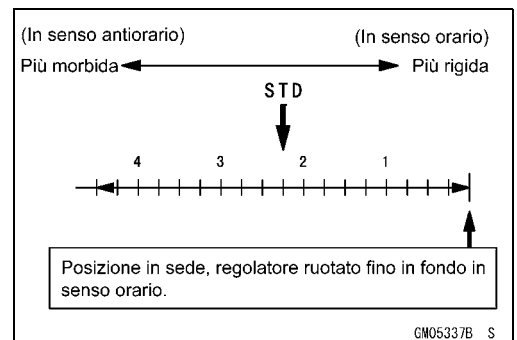 (In senso antiorario) (In senso orario)
Più morbida Più rigida
STD
4 3 2 1
Posizione in sede, regolatore ruotato fino in fondo in
senso orario.
GM05337B S